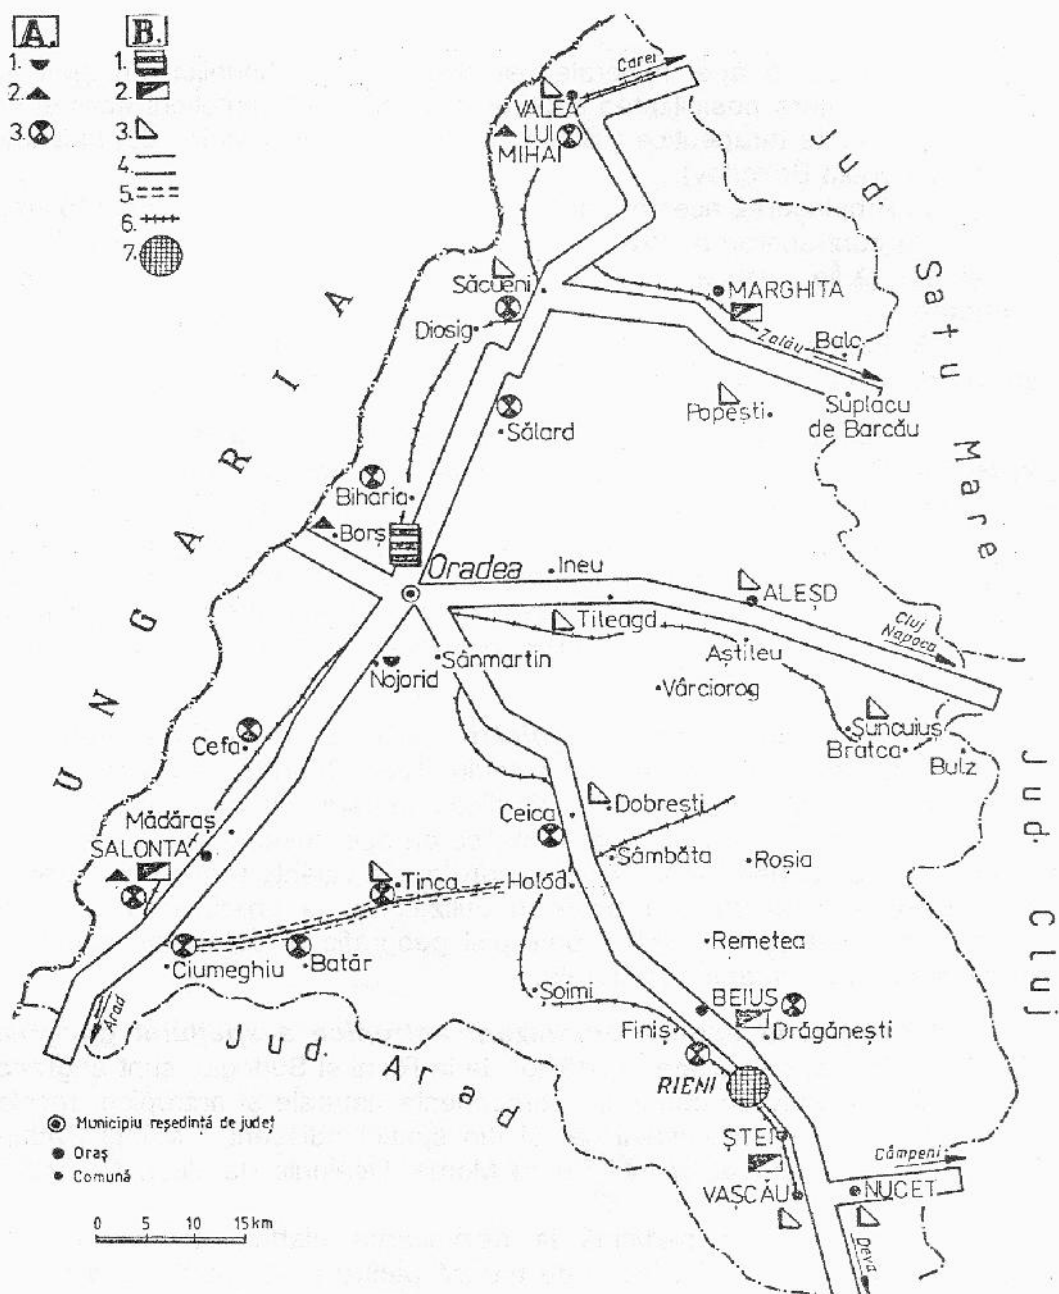 A.
1.
2.
3.
B.
1.
2.
3.
4.
5.
6.
7.
Carei
VALEA
LUI
MIHAI
Jud.
Satu Mare
Săcueni
Diosig
MARGHITA
Zalău
Balc
Popești
Suplacu
de Barcău
Sălard
UNGARIA
Biharia
Borș
Oradea
Ineu
ALEȘD
Tileagd
Cluj
Napoca
Aștileu
Sânmartin
Nojorid
Vârciorog
Șuncuiuș
Bratca
Bulz
Cefa
Jud. Cluj
Dobrești
Ceica
Mădăraș
SALONTA
Sâmbăta
Roșia
Tinca
Holod
Remetea
Ciumeghiu
Batăr
Șoimi
BEIUȘ
Drăgănești
Finiș
Arad
Jud. Arad
RIENI
ȘTEI
Câmpeni
VAȘCĂU
NUCET
Deva
Municipiu reședință de județ
Oraș
Comună
0 5 10 15 km